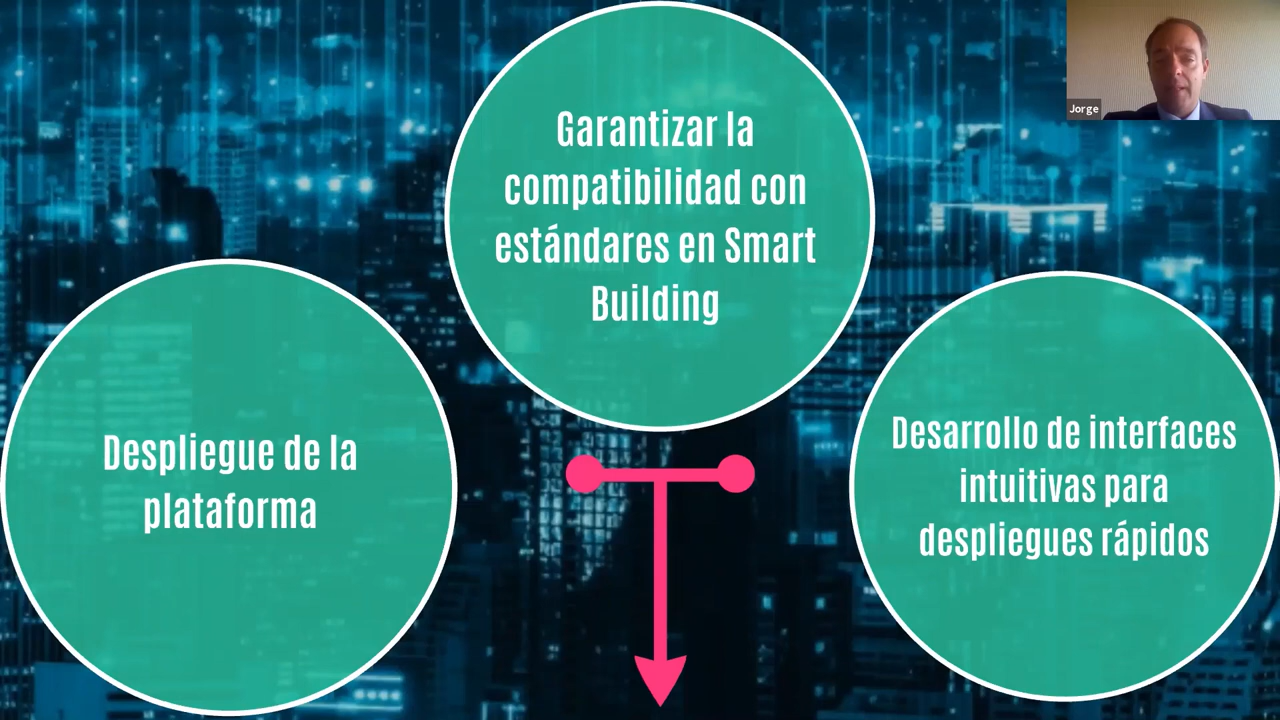 Garantizar la
compatibilidad con
estándares en Smart
Building
Jorge
Despliegue de la
plataforma
Desarrollo de interfaces
intuitivas para
despliegues rápidos